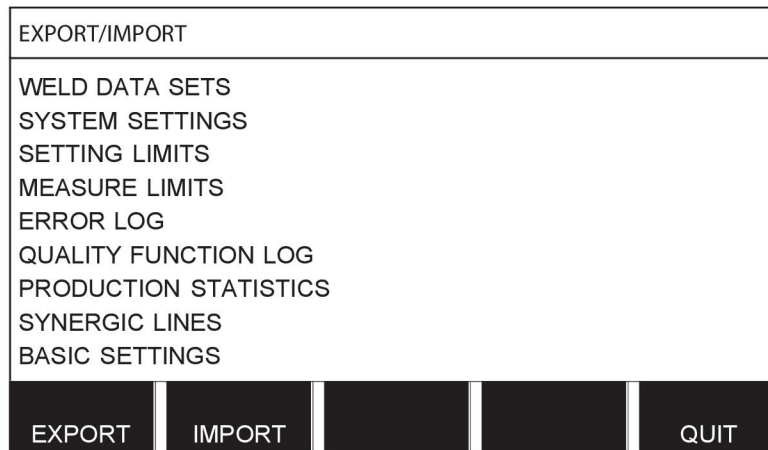 EXPORT/IMPORT
WELD DATA SETS
SYSTEM SETTINGS
SETTING LIMITS
MEASURE LIMITS
ERROR LOG
QUALITY FUNCTION LOG
PRODUCTION STATISTICS
SYNERGIC LINES
BASIC SETTINGS
EXPORT IMPORT QUIT